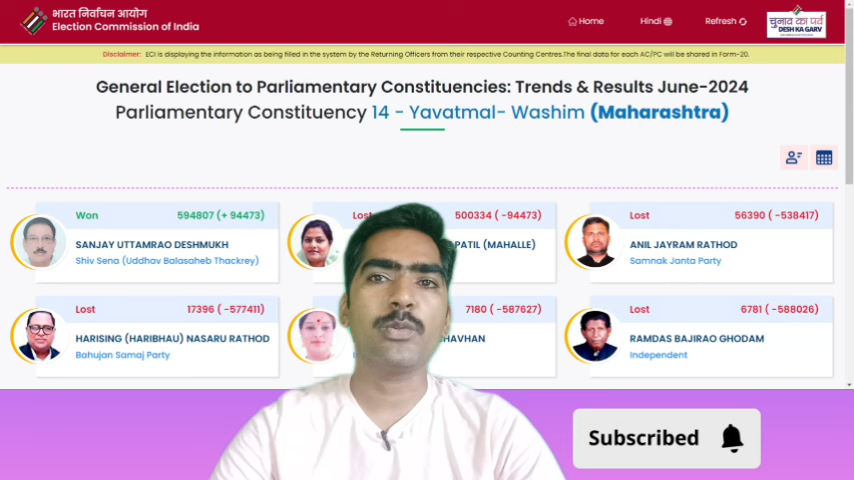 भारत निर्वाचन आयोग
Election Commission of India
Home
Hindi
Refresh
चुनाव का पर्व
DESH KA GARV
Disclaimer: ECI is displaying the information as being filled in the system by the Returning Officers from their respective Counting Centres.The final data for each AC/PC will be shared in Form-20.
General Election to Parliamentary Constituencies: Trends & Results June-2024
Parliamentary Constituency 14 - Yavatmal- Washim (Maharashtra)
Won 594807 (+ 94473)
SANJAY UTTAMRAO DESHMUKH
Shiv Sena (Uddhav Balasaheb Thackrey)
Lost 500334 ( -94473)
PATIL (MAHALLE)
Lost 56390 ( -538417)
ANIL JAYRAM RATHOD
Samnak Janta Party
Lost 17396 ( -577411)
HARISING (HARIBHAU) NASARU RATHOD
Bahujan Samaj Party
7180 ( -587627)
HAVHAN
Lost 6781 ( -588026)
RAMDAS BAJIRAO GHODAM
Independent
Subscribed